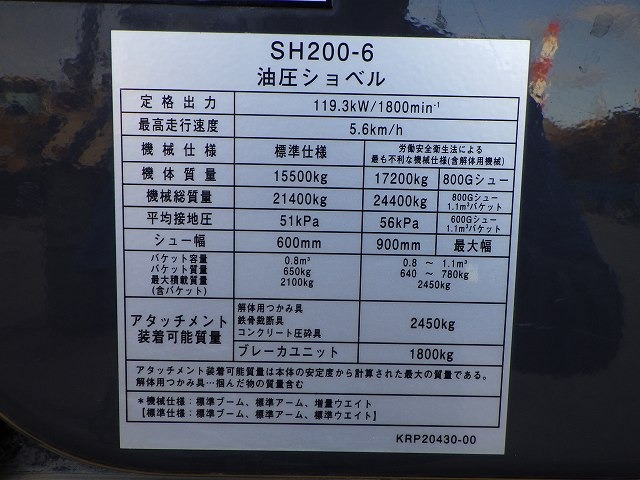 SH200-6
油圧ショベル
定格出力 119.3kW/1800min⁻¹
最高走行速度 5.6km/h
機械仕様 標準仕様 労働安全衛生法による
最も不利な機械仕様(含解体用機械)
機体質量 15500kg 17200kg 800Gシュー
機械総質量 21400kg 24400kg 800Gシュー
1.1m³バケット
平均接地圧 51kPa 56kPa 600Gシュー
1.1m³バケット
シュー幅 600mm 900mm 最大幅
バケット容量 0.8m³ 0.8 ～ 1.1m³
バケット質量 650kg 640 ～ 780kg
最大積載質量 2100kg 2450kg
(含バケット)
アタッチメント
装着可能質量
解体用つかみ具
鉄骨裁断具
コンクリート圧砕具
2450kg
ブレーカユニット 1800kg
アタッチメント装着可能質量は本体の安定度から計算された最大の質量である。
解体用つかみ具…掴んだ物の質量含む
*機械仕様:標準ブーム、標準アーム、増量ウエイト
【標準仕様:標準ブーム、標準アーム、標準ウエイト】
KRP20430-00